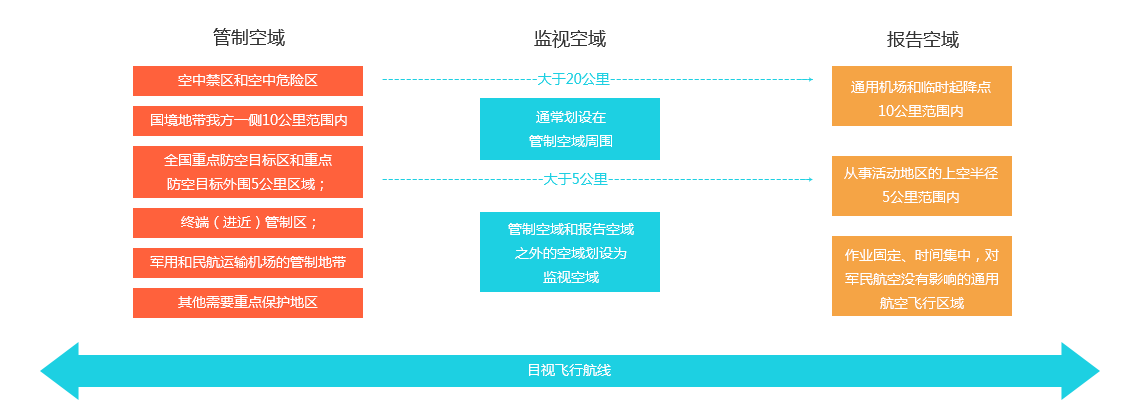 管制空域
空中禁区和空中危险区
国境地带我方一侧10公里范围内
全国重点防空目标区和重点
防空目标外围5公里区域；
终端（进近）管制区；
军用和民航运输机场的管制地带
其他需要重点保护地区
监视空域
大于20公里
通常划设在
管制空域周围
大于5公里
管制空域和报告空域
之外的空域划设为
监视空域
报告空域
通用机场和临时起降点
10公里范围内
从事活动地区的上空半径
5公里范围内
作业固定、时间集中，对
军民航空没有影响的通用
航空飞行区域
目视飞行航线